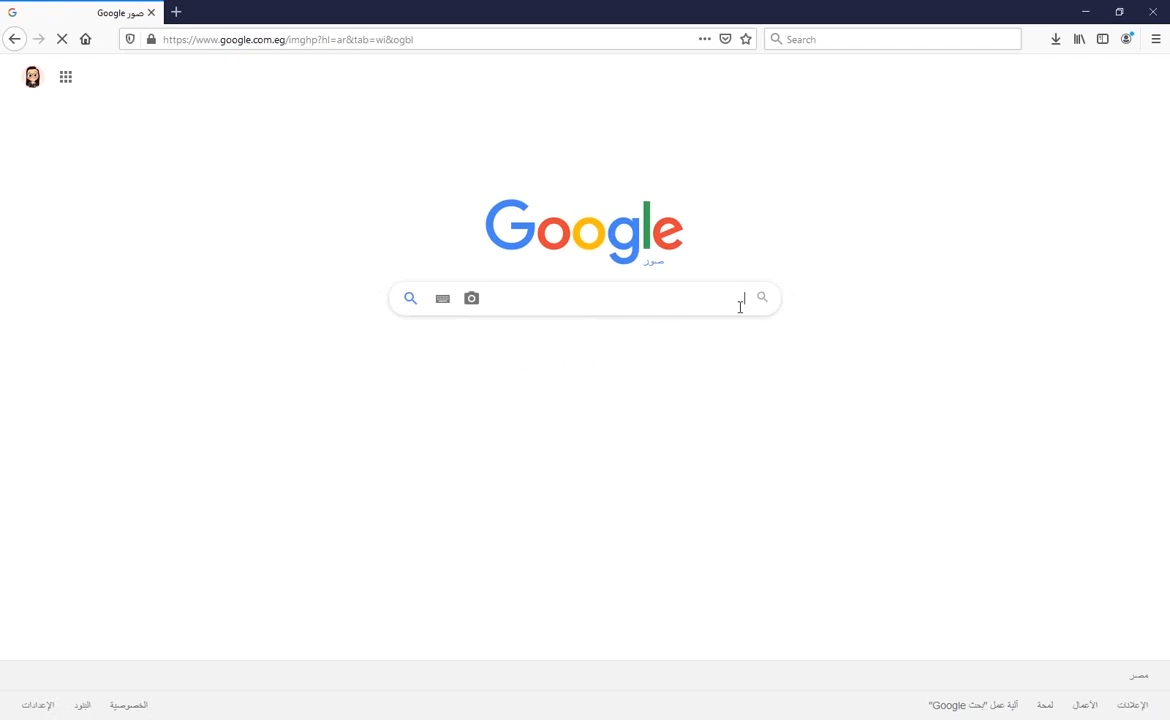 صور Google
https://www.google.com.eg/imghp?hl=ar&tab=wi&ogbl
Search
Google
صور
مصر
الإعلانات
الأعمال
لمحة
آلية عمل "بحث Google"
الخصوصية
البنود
الإعدادات